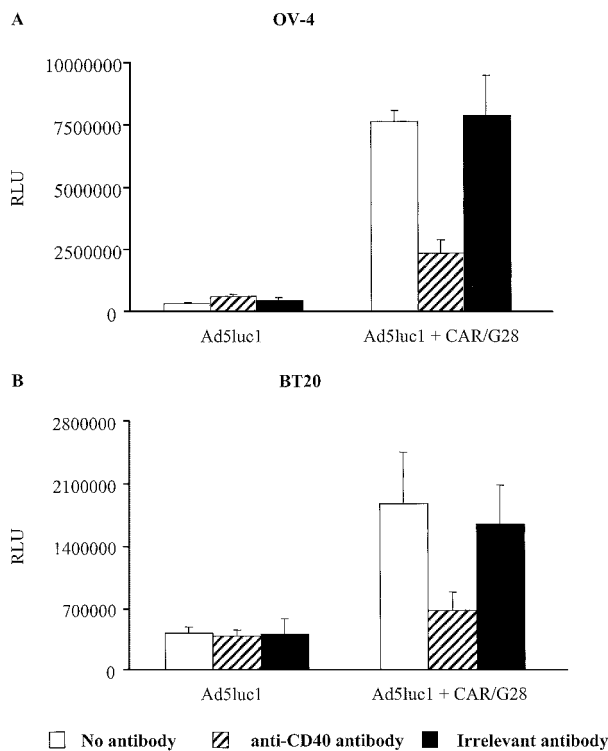 A
OV-4
10000000
7500000
5000000
2500000
0
RLU
Ad5luc1
Ad5luc1 + CAR/G28
B
BT20
2800000
2100000
1400000
700000
0
RLU
Ad5luc1
Ad5luc1 + CAR/G28
No antibody anti-CD40 antibody Irrelevant antibody